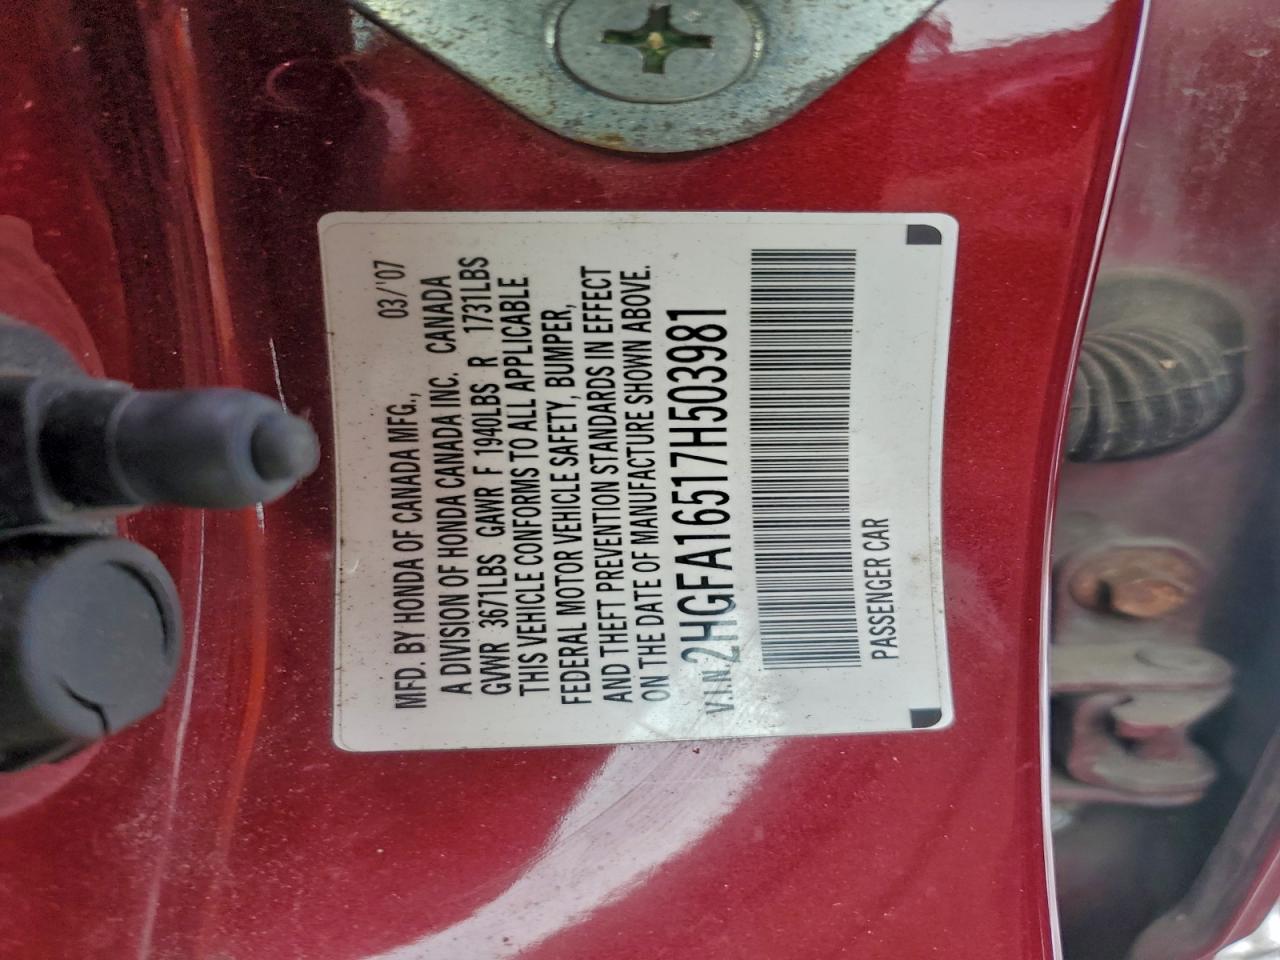 MFD. BY HONDA OF CANADA MFG., 03/'07
A DIVISION OF HONDA CANADA INC. CANADA
GVWR 3671LBS GAWR F 1940LBS R 1731LBS
THIS VEHICLE CONFORMS TO ALL APPLICABLE
FEDERAL MOTOR VEHICLE SAFETY, BUMPER,
AND THEFT PREVENTION STANDARDS IN EFFECT
ON THE DATE OF MANUFACTURE SHOWN ABOVE.
V.I.N. 2HGFA16517H503981
PASSENGER CAR